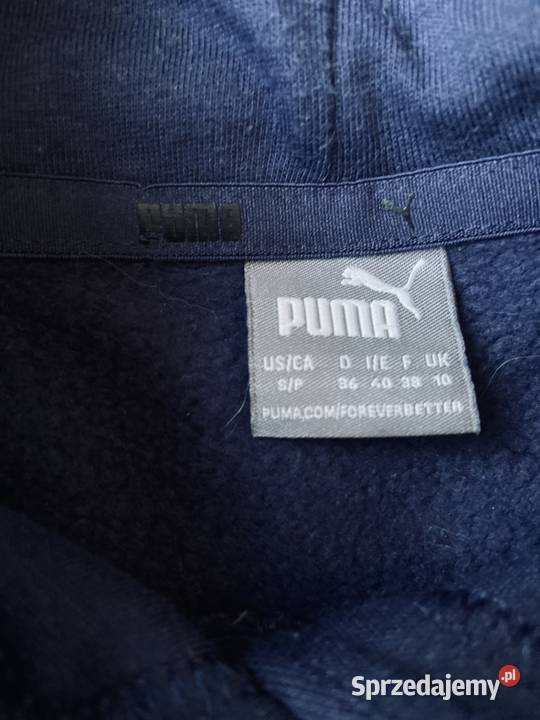 PUMA
PUMA
US/CA D I/E F UK
S/P 36 40 38 10
PUMA.COM/FOREVERBETTER
Sprzedajemy.pl